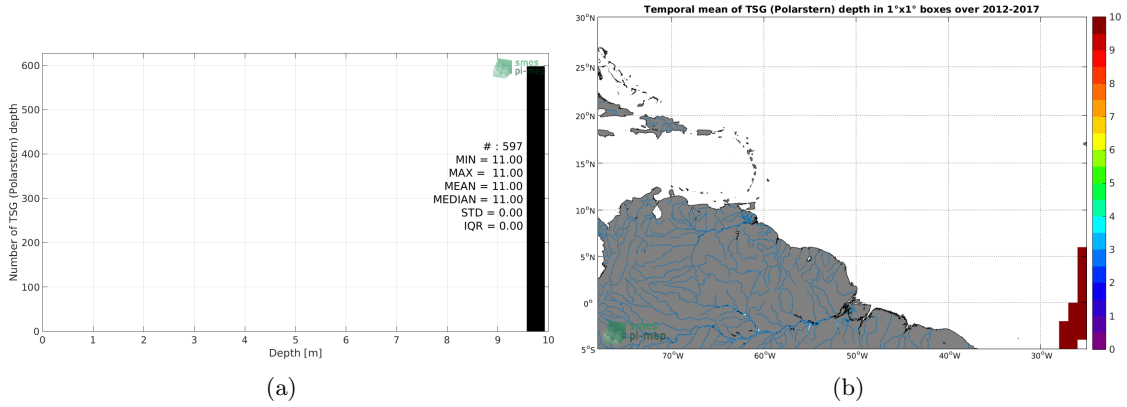 smos
pi-mep
600
500
400
300
200
100
0
Number of TSG (Polarstern) depth
# : 597
MIN = 11.00
MAX = 11.00
MEAN = 11.00
MEDIAN = 11.00
STD = 0.00
IQR = 0.00
0 1 2 3 4 5 6 7 8 9 10
Depth [m]
(a)
Temporal mean of TSG (Polarstern) depth in 1°x1° boxes over 2012-2017
30°N
25°N
20°N
15°N
10°N
5°N
0°
5°S
70°W 60°W 50°W 40°W 30°W
smos
pi-mep
10
9
8
7
6
5
4
3
2
1
0
(b)